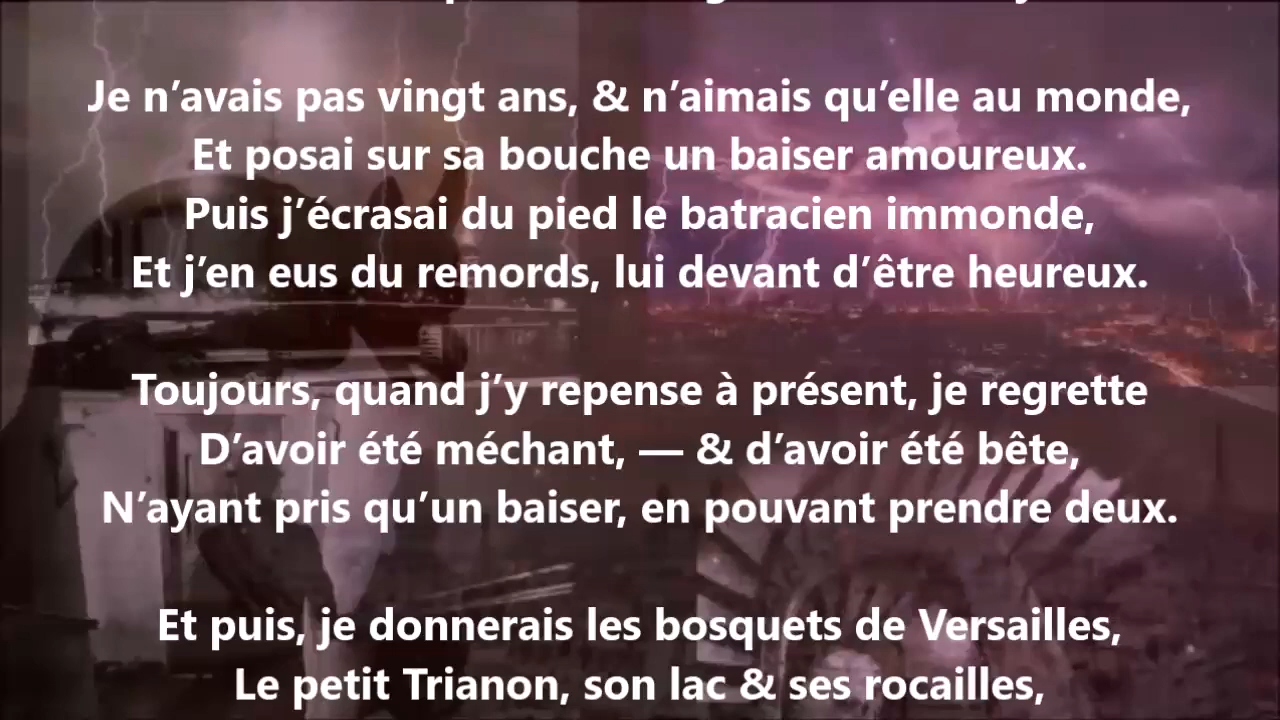 Je n’avais pas vingt ans, & n’aimais qu’elle au monde,
Et posai sur sa bouche un baiser amoureux.
Puis j’écrasai du pied le batracien immonde,
Et j’en eus du remords, lui devant d’être heureux.
Toujours, quand j’y repense à présent, je regrette
D’avoir été méchant, — & d’avoir été bête,
N’ayant pris qu’un baiser, en pouvant prendre deux.
Et puis, je donnerais les bosquets de Versailles,
Le petit Trianon, son lac & ses rocailles,